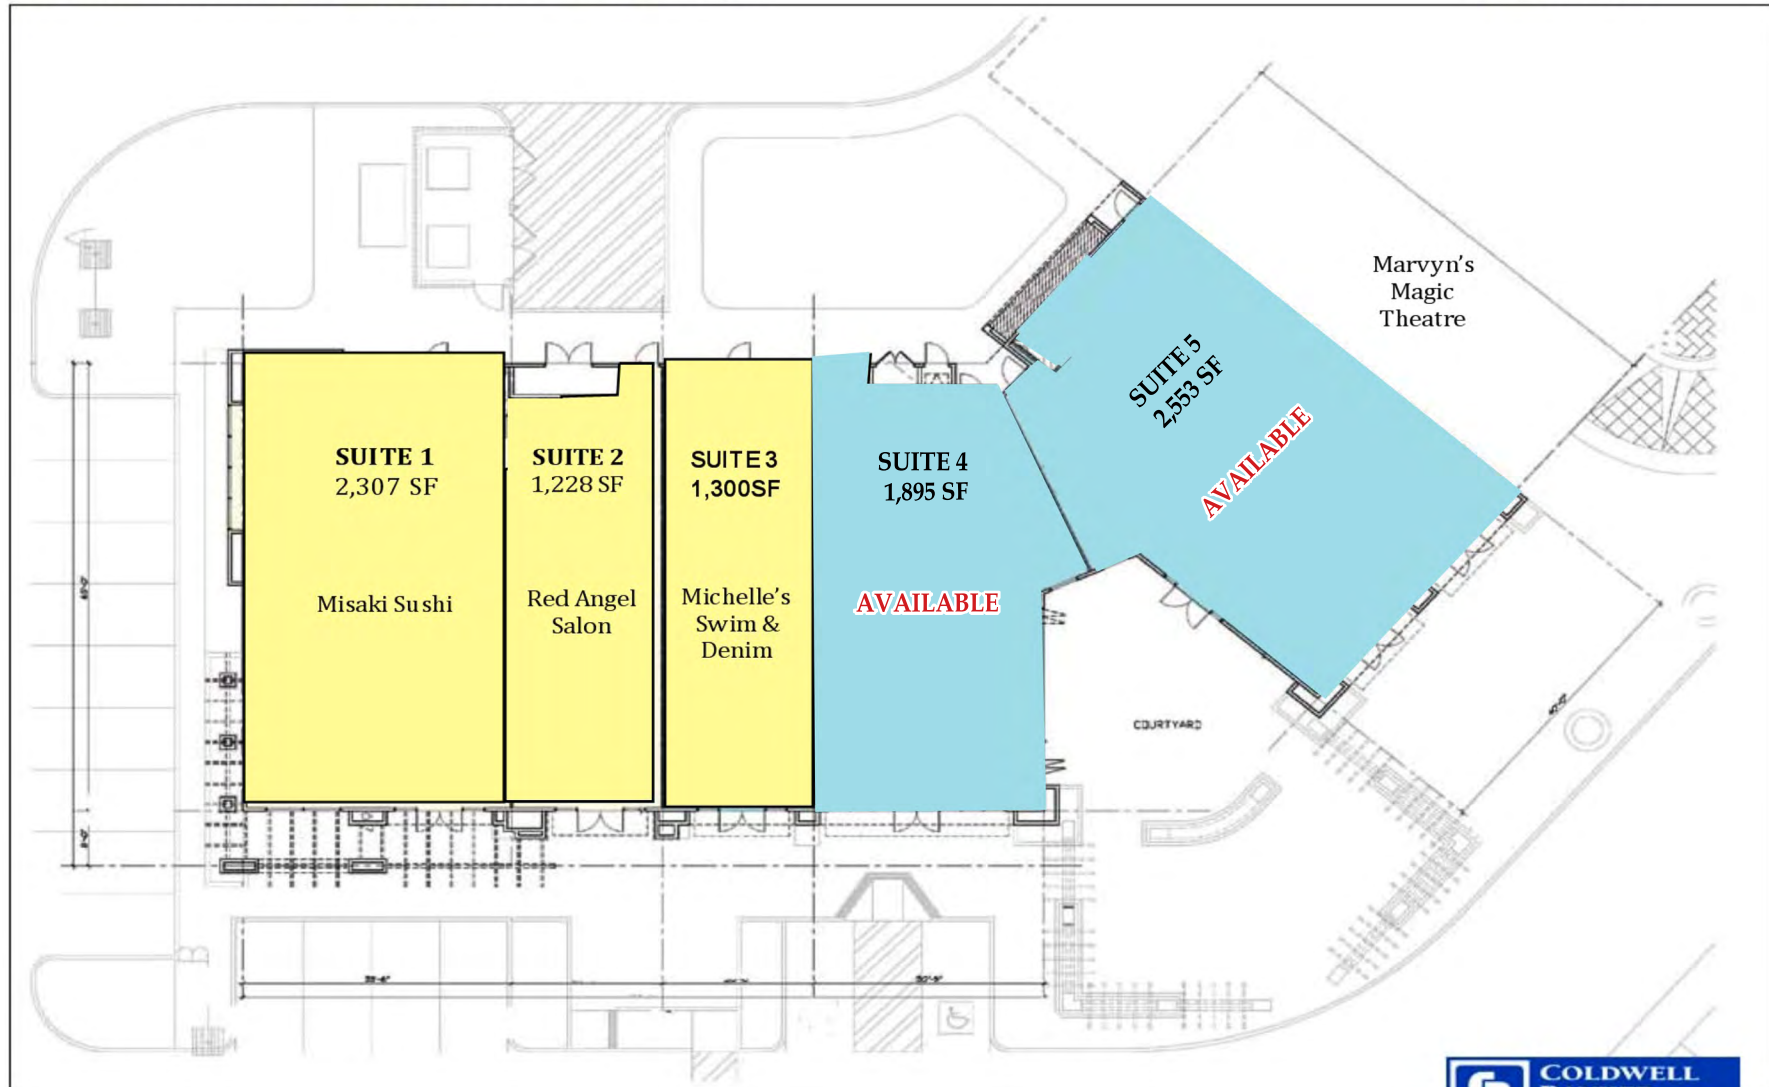 Marvyn's
Magic
Theatre
SUITE 5
2,553 SF
AVAILABLE
SUITE 1
2,307 SF
Misaki Sushi
SUITE 2
1,228 SF
Red Angel
Salon
SUITE 3
1,300SF
Michelle's
Swim &
Denim
SUITE 4
1,895 SF
AVAILABLE
COURTYARD
COLDWELL